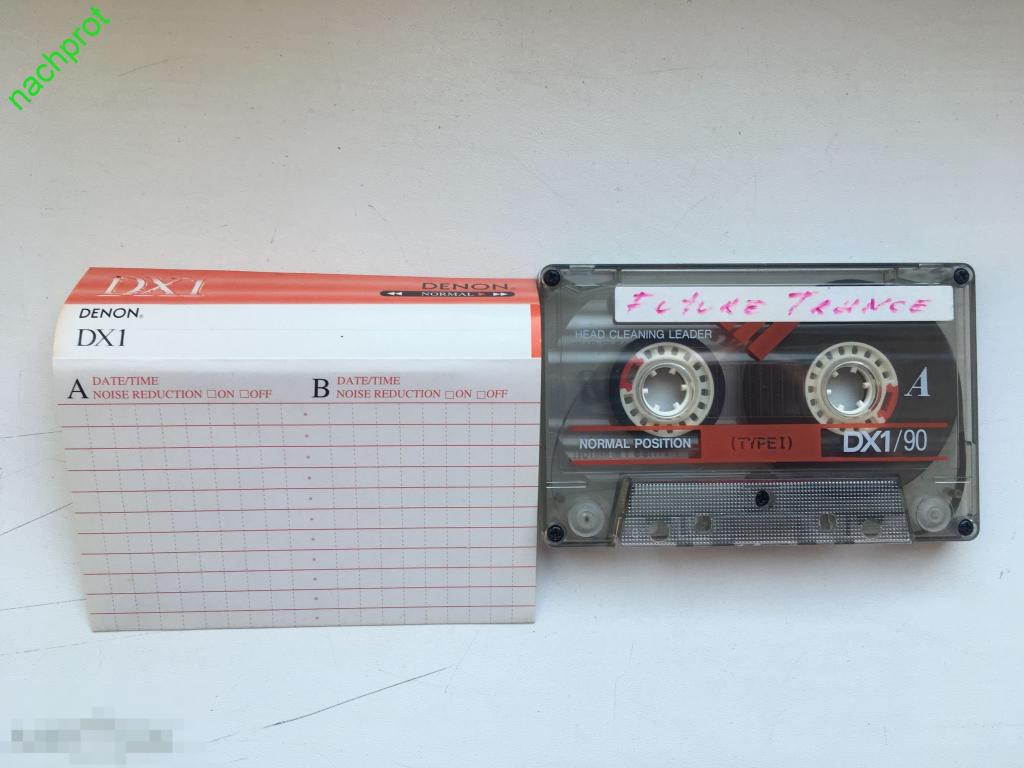 nachprot
DX1
DENON
NORMAL
DENON®
DX1
A DATE/TIME
NOISE REDUCTION □ON □OFF
B DATE/TIME
NOISE REDUCTION □ON □OFF
FUTURE TRANCE
HEAD CLEANING LEADER
A
NORMAL POSITION (TYPE I) DX1/90